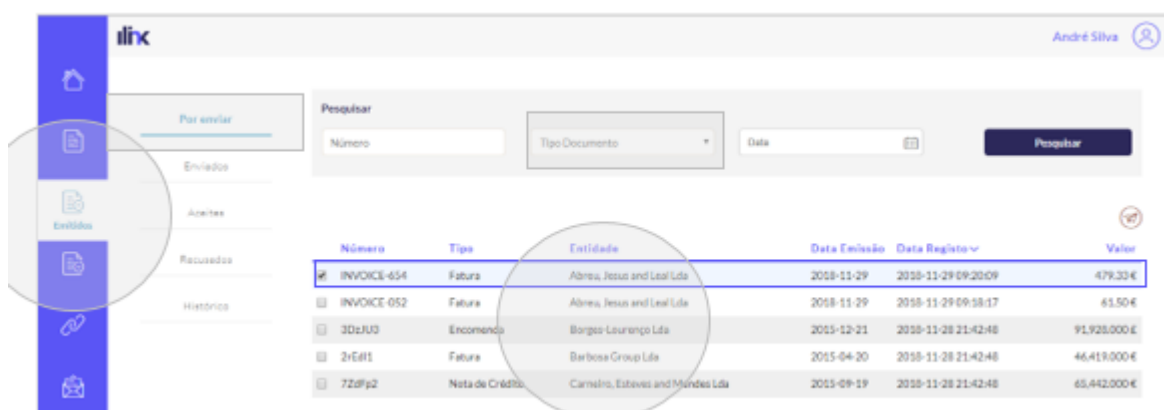 ilink
André Silva
Por enviar
Enviados
Aceites
Recusados
Histórico
Emitidos
Pesquisar
Número
Tipo Documento
Data
Pesquisar
Número Tipo Entidade Data Emissão Data Registo Valor
INVOICE-654 Fatura Abreu, Jesus and Leal Lda 2018-11-29 2018-11-29 09:20:09 479.33 €
INVOICE-052 Fatura Abreu, Jesus and Leal Lda 2018-11-29 2018-11-29 09:18:17 61.50 €
3DzJU3 Encomenda Borges-Lourenço Lda 2015-12-21 2018-11-28 21:42:48 91,928.000 £
2rEdI1 Fatura Barbosa Group Lda 2015-04-20 2018-11-28 21:42:48 46,419.000 €
7ZdFp2 Nota de Crédito Carneiro, Esteves and Mendes Lda 2015-09-19 2018-11-28 21:42:48 65,442.000 €